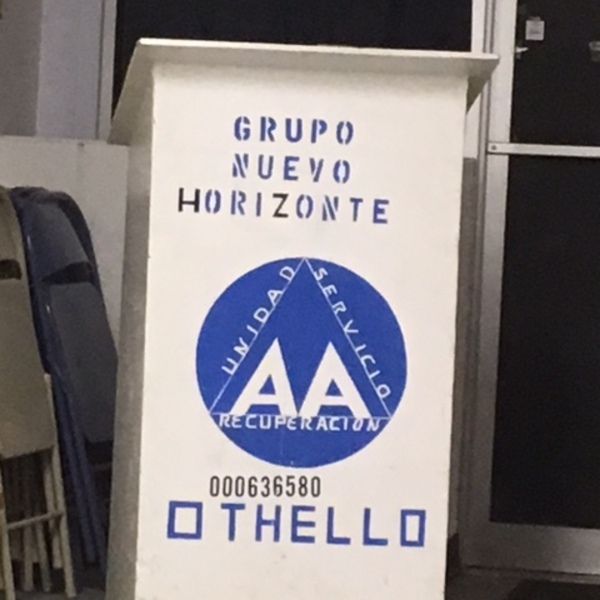 GRUPO
NUEVO
HORIZONTE
UNIDAD
SERVICIO
AA
RECUPERACION
000636580
OTHELLO